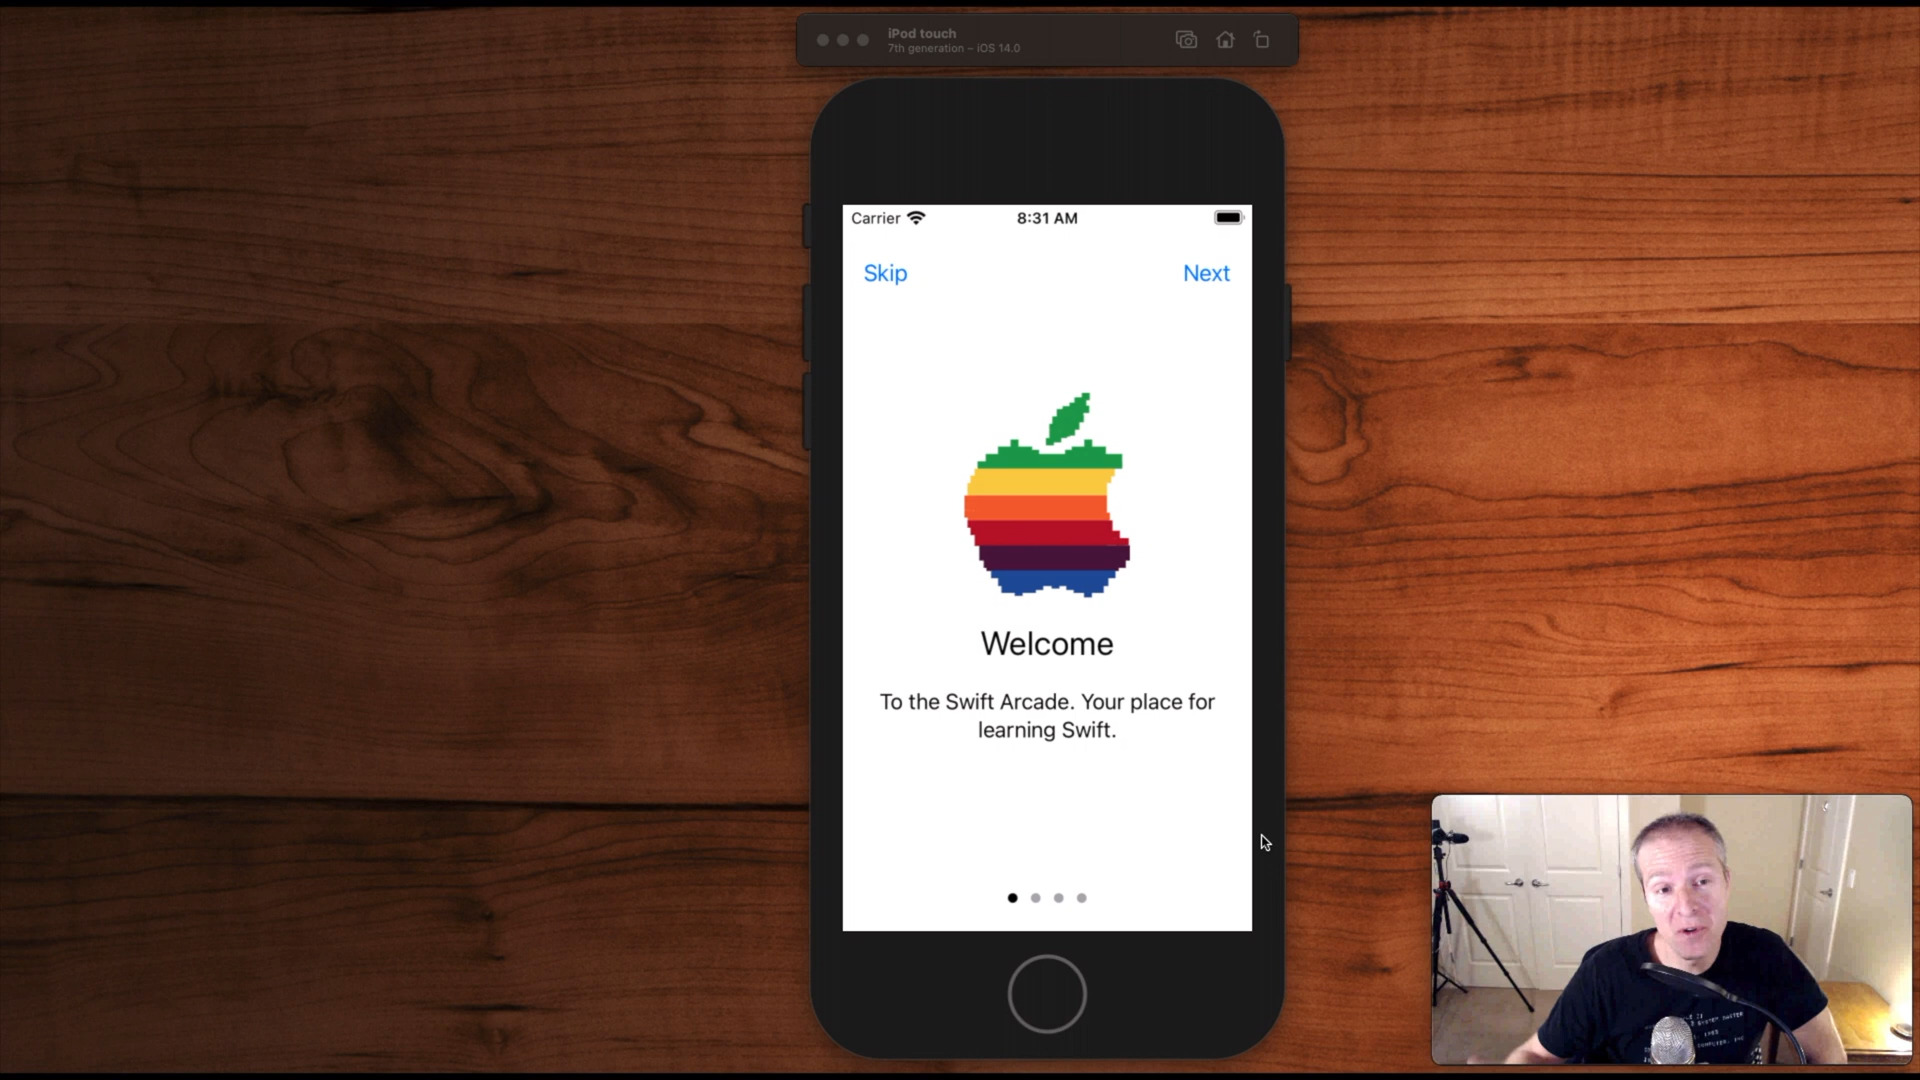 iPod touch
7th generation – iOS 14.0
Carrier 8:31 AM
Skip Next
Welcome
To the Swift Arcade. Your place for
learning Swift.